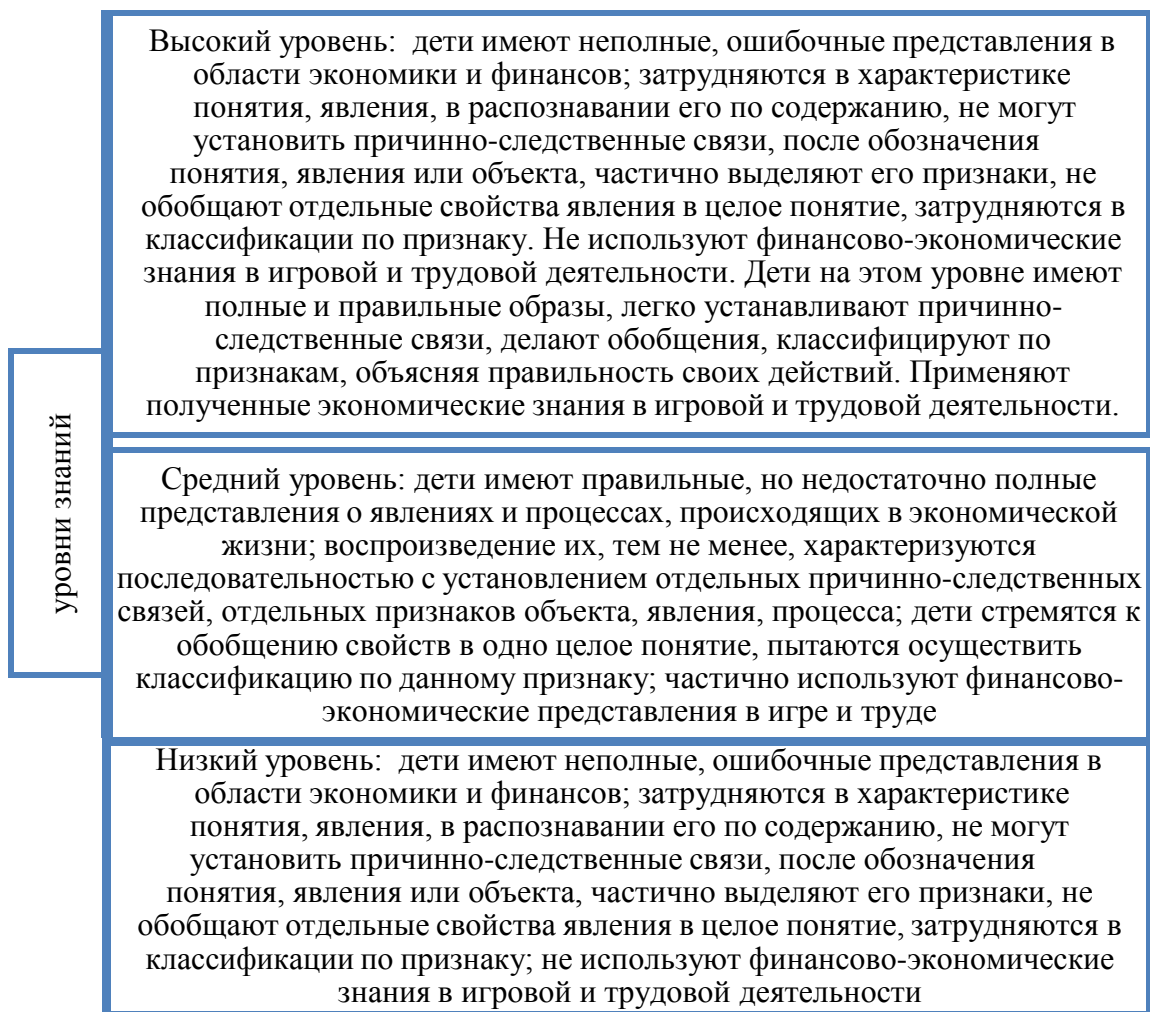 Высокий уровень:  дети имеют неполные, ошибочные представления в
области экономики и финансов; затрудняются в характеристике
понятия, явления, в распознавании его по содержанию, не могут
установить причинно-следственные связи, после обозначения
понятия, явления или объекта, частично выделяют его признаки, не
обобщают отдельные свойства явления в целое понятие, затрудняются в
классификации по признаку. Не используют финансово-экономические
знания в игровой и трудовой деятельности. Дети на этом уровне имеют
полные и правильные образы, легко устанавливают причинно-
следственные связи, делают обобщения, классифицируют по
признакам, объясняя правильность своих действий. Применяют
полученные экономические знания в игровой и трудовой деятельности.
уровни знаний
Средний уровень: дети имеют правильные, но недостаточно полные
представления о явлениях и процессах, происходящих в экономической
жизни; воспроизведение их, тем не менее, характеризуются
последовательностью с установлением отдельных причинно-следственных
связей, отдельных признаков объекта, явления, процесса; дети стремятся к
обобщению свойств в одно целое понятие, пытаются осуществить
классификацию по данному признаку; частично используют финансово-
экономические представления в игре и труде
Низкий уровень:  дети имеют неполные, ошибочные представления в
области экономики и финансов; затрудняются в характеристике
понятия, явления, в распознавании его по содержанию, не могут
установить причинно-следственные связи, после обозначения
понятия, явления или объекта, частично выделяют его признаки, не
обобщают отдельные свойства явления в целое понятие, затрудняются в
классификации по признаку; не используют финансово-экономические
знания в игровой и трудовой деятельности